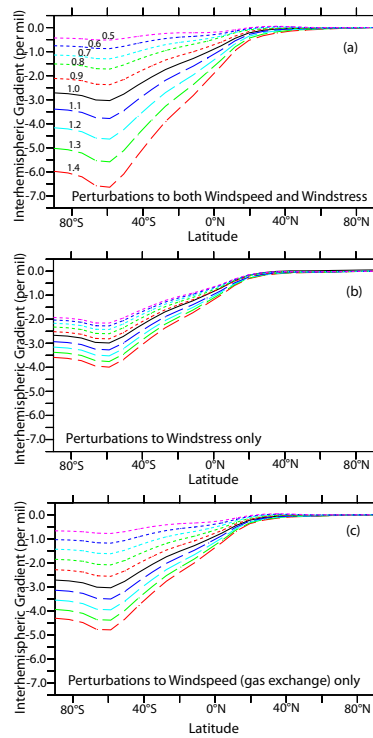 Interhemispheric Gradient (per mil)
0.0
-1.0
-2.0
-3.0
-4.0
-5.0
-6.0
-7.0
(a)
0.5
0.6
0.7
0.8
0.9
1.0
1.1
1.2
1.3
1.4
Perturbations to both Windspeed and Windstress
80°S 40°S 0°N 40°N 80°N
Latitude
Interhemispheric Gradient (per mil)
0.0
-1.0
-2.0
-3.0
-4.0
-5.0
-6.0
-7.0
(b)
Perturbations to Windstress only
80°S 40°S 0°N 40°N 80°N
Latitude
Interhemispheric Gradient (per mil)
0.0
-1.0
-2.0
-3.0
-4.0
-5.0
-6.0
-7.0
(c)
Perturbations to Windspeed (gas exchange) only
80°S 40°S 0°N 40°N 80°N
Latitude